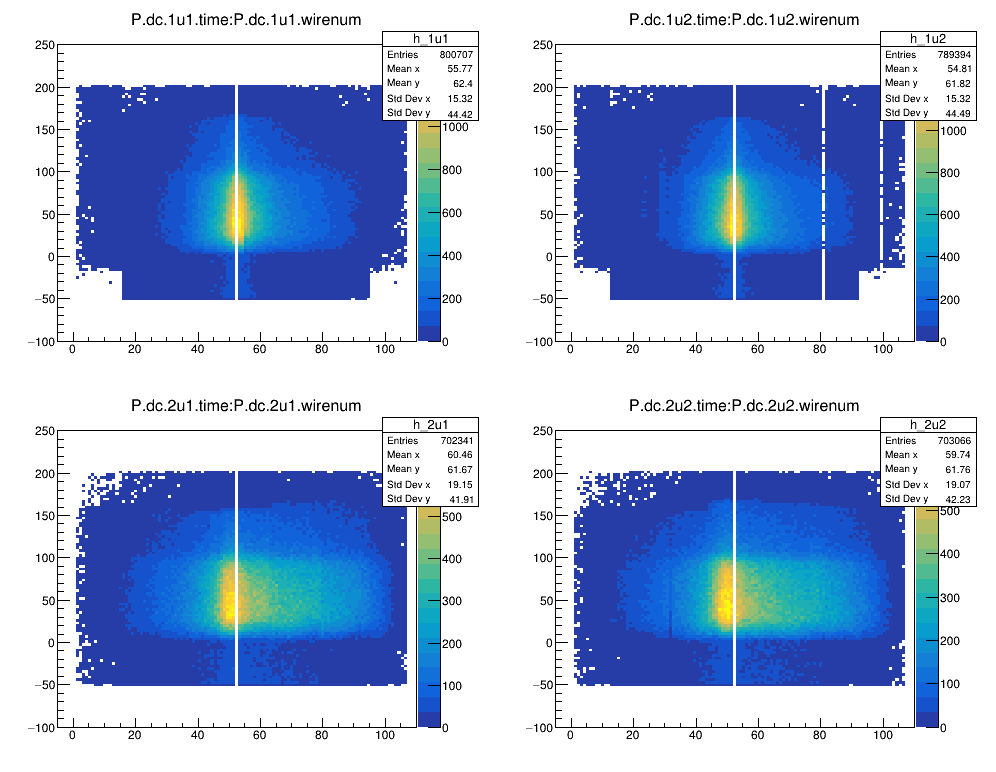 P.dc.1u1.time:P.dc.1u1.wirenum
h_1u1
Entries 800707
Mean x 55.77
Mean y 62.4
Std Dev x 15.32
Std Dev y 44.42
250
200
150
100
50
0
−50
−100
0 20 40 60 80 100
1000
800
600
400
200
0
P.dc.1u2.time:P.dc.1u2.wirenum
h_1u2
Entries 789394
Mean x 54.81
Mean y 61.82
Std Dev x 15.32
Std Dev y 44.49
250
200
150
100
50
0
−50
−100
0 20 40 60 80 100
1000
800
600
400
200
0
P.dc.2u1.time:P.dc.2u1.wirenum
h_2u1
Entries 702341
Mean x 60.46
Mean y 61.67
Std Dev x 19.15
Std Dev y 41.91
250
200
150
100
50
0
−50
−100
0 20 40 60 80 100
500
400
300
200
100
0
P.dc.2u2.time:P.dc.2u2.wirenum
h_2u2
Entries 703066
Mean x 59.74
Mean y 61.76
Std Dev x 19.07
Std Dev y 42.23
250
200
150
100
50
0
−50
−100
0 20 40 60 80 100
500
400
300
200
100
0